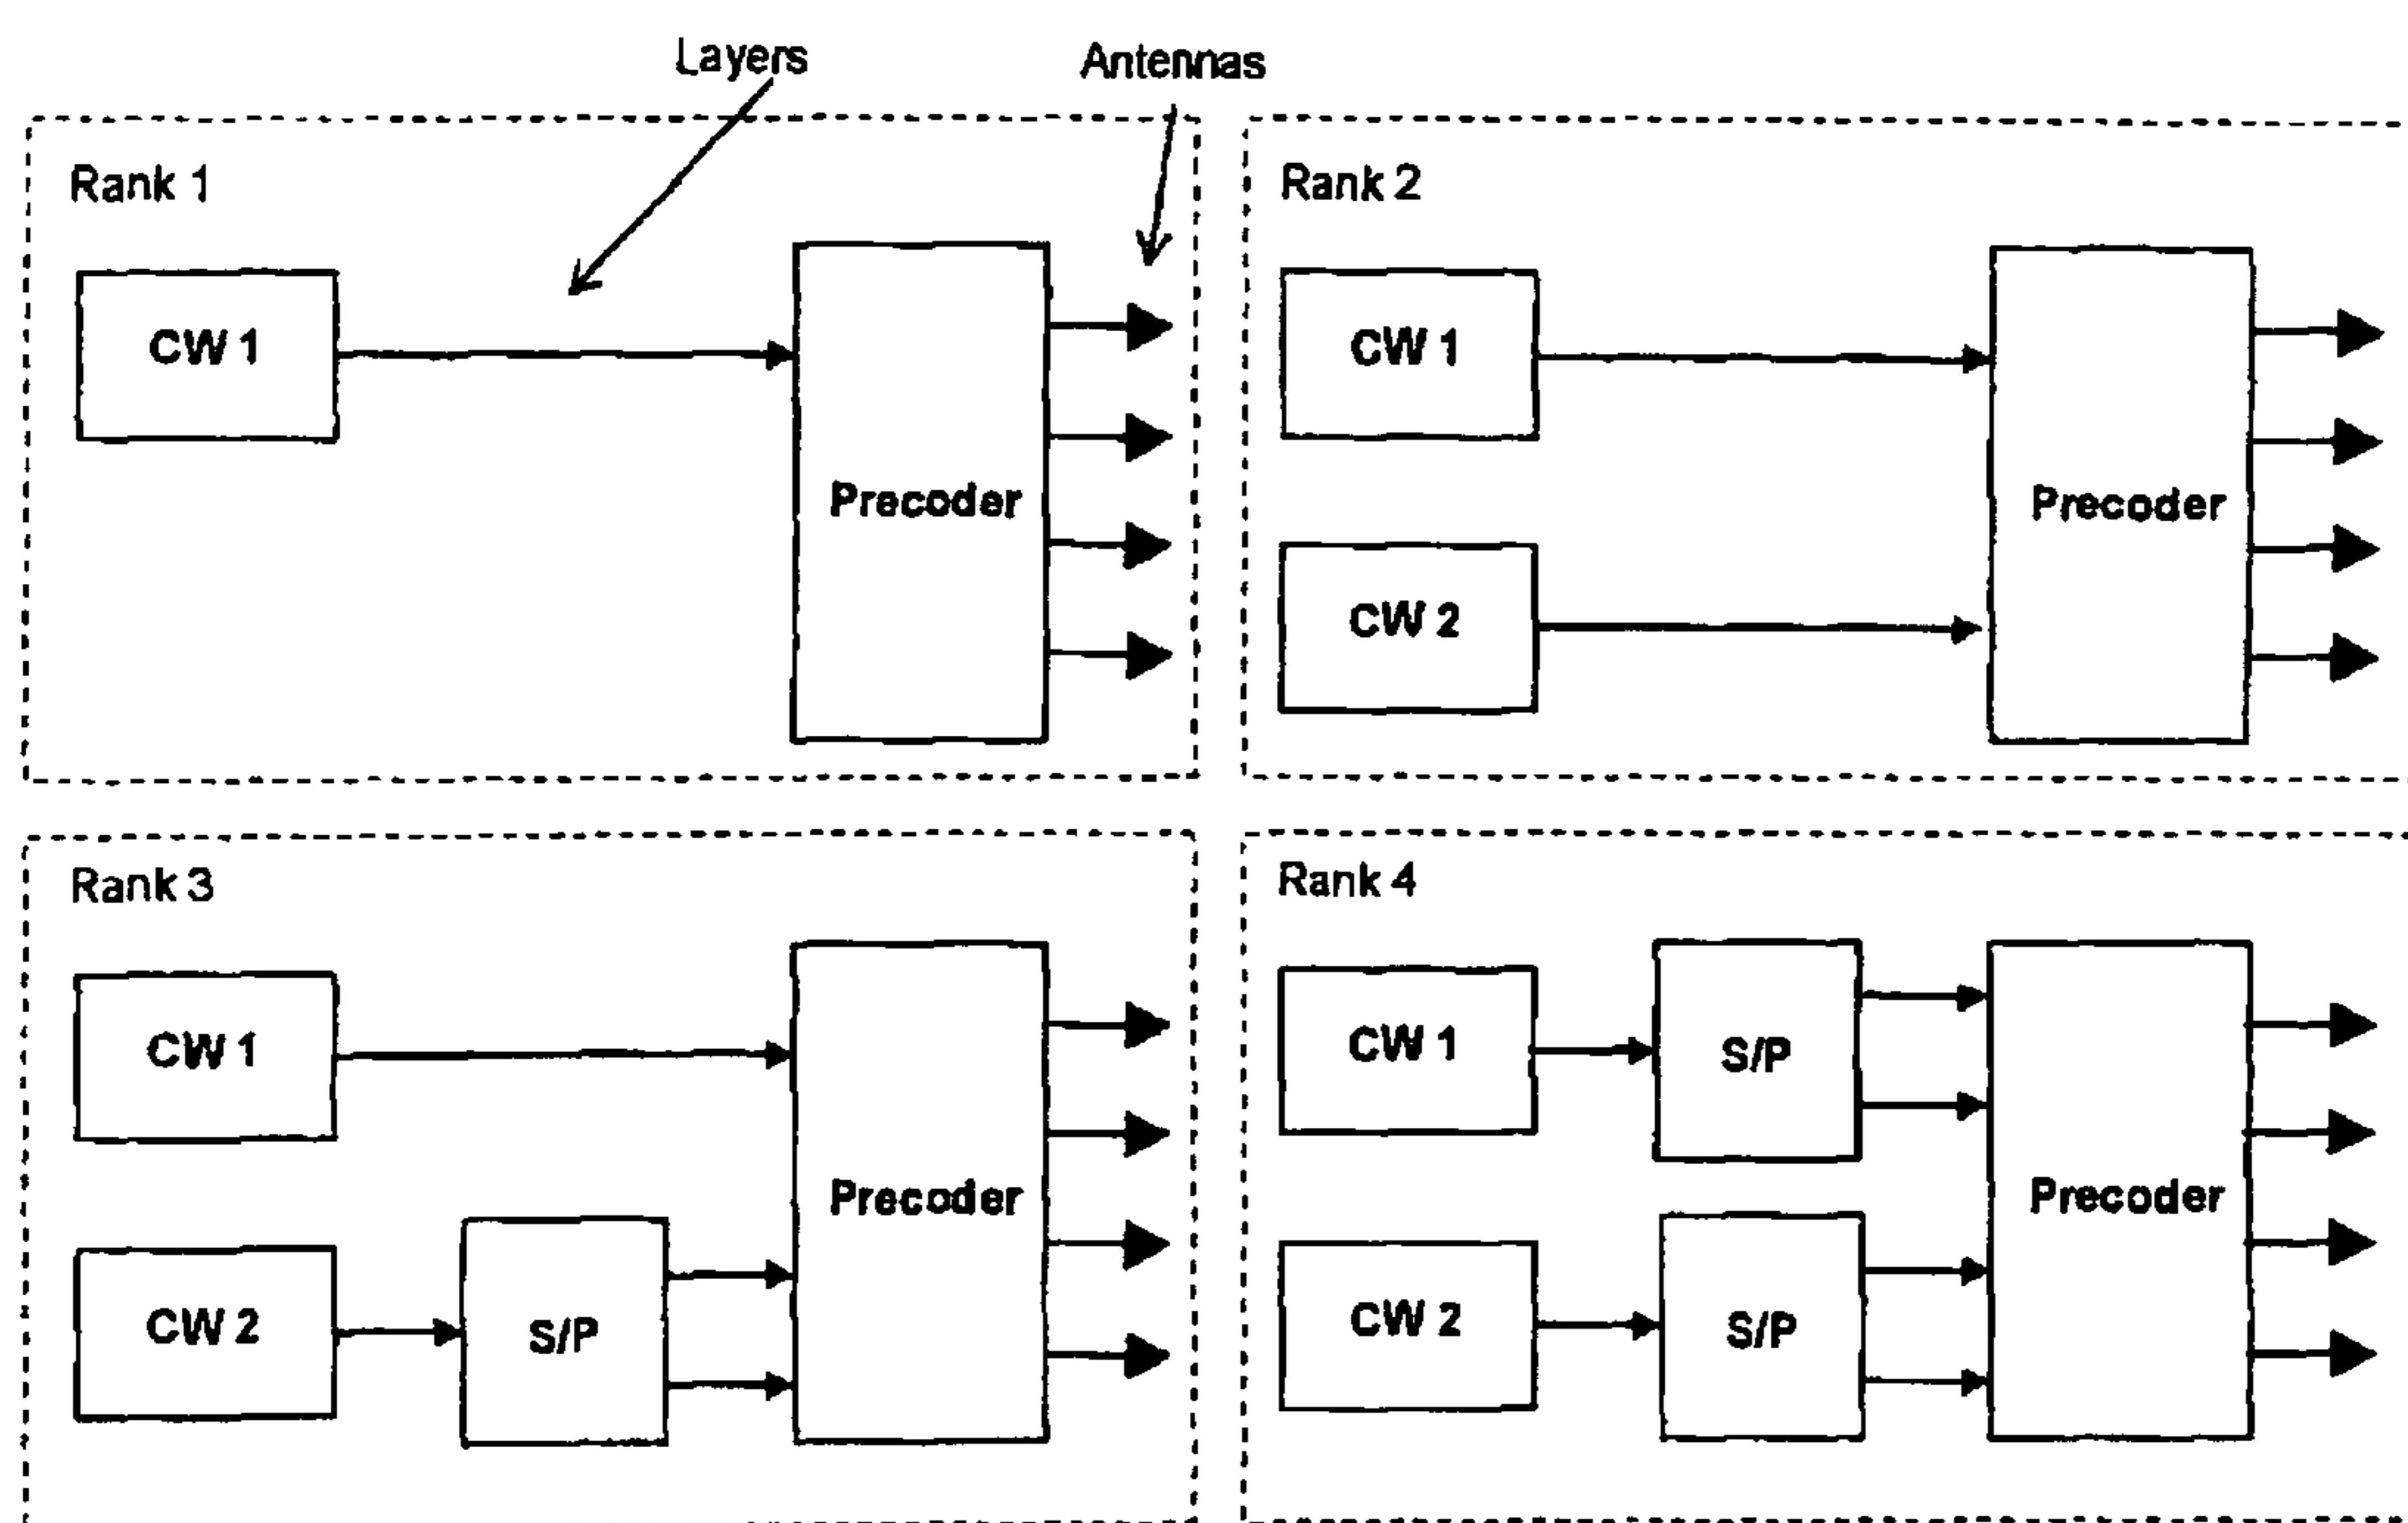 Layers
Antennas
Rank 1
CW 1
Precoder
Rank 2
CW 1
CW 2
Precoder
Rank 3
CW 1
CW 2
S/P
Precoder
Rank 4
CW 1
S/P
CW 2
S/P
Precoder